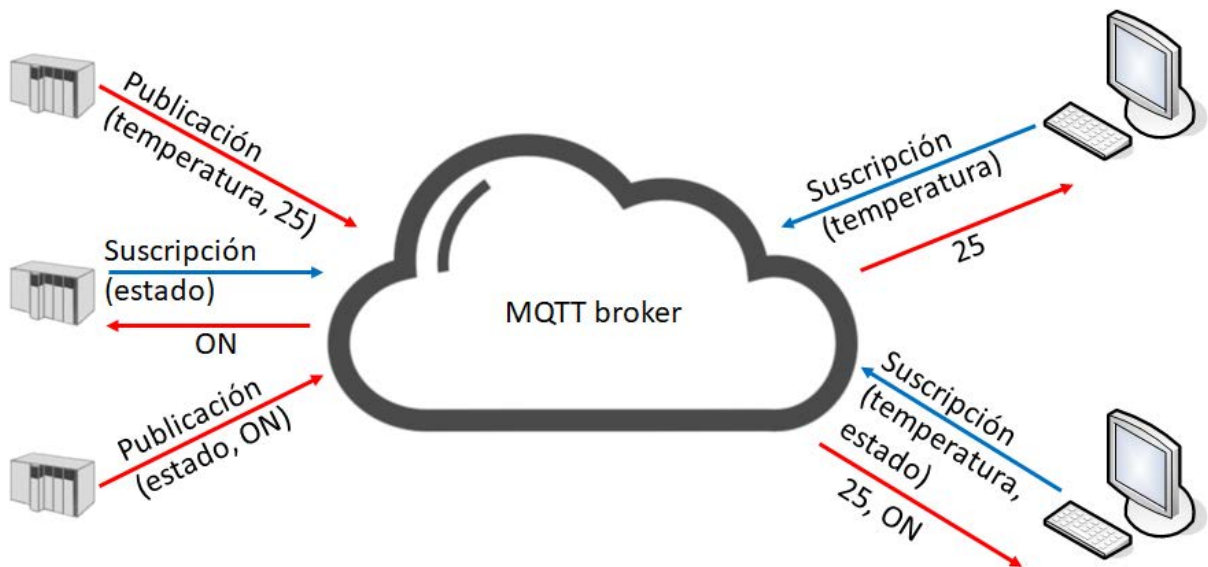 Publicación
(temperatura, 25)
Suscripción
(estado)
ON
Publicación
(estado, ON)
MQTT broker
Suscripción
(temperatura)
25
Suscripción
(temperatura,
estado)
25, ON